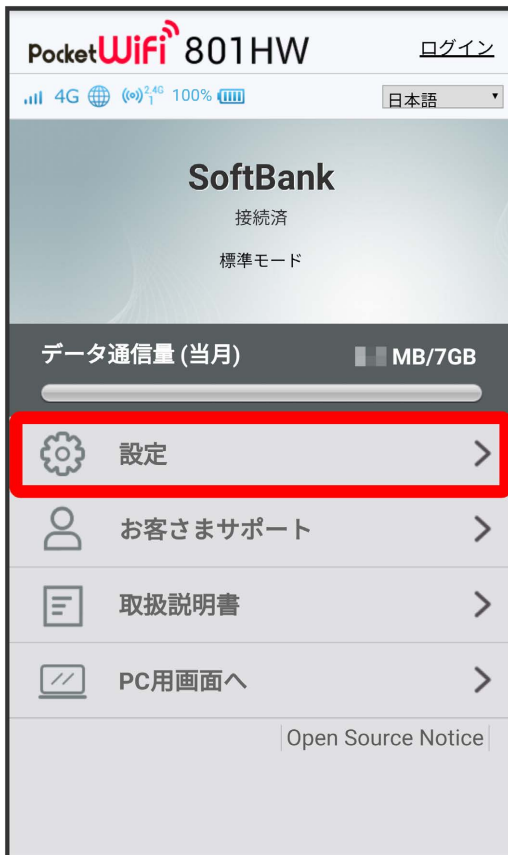 PocketWiFi 801HW ログイン
4G 2.4G 1 100% 日本語
SoftBank
接続済
標準モード
データ通信量 (当月) MB/7GB
設定
お客さまサポート
取扱説明書
PC用画面へ
Open Source Notice